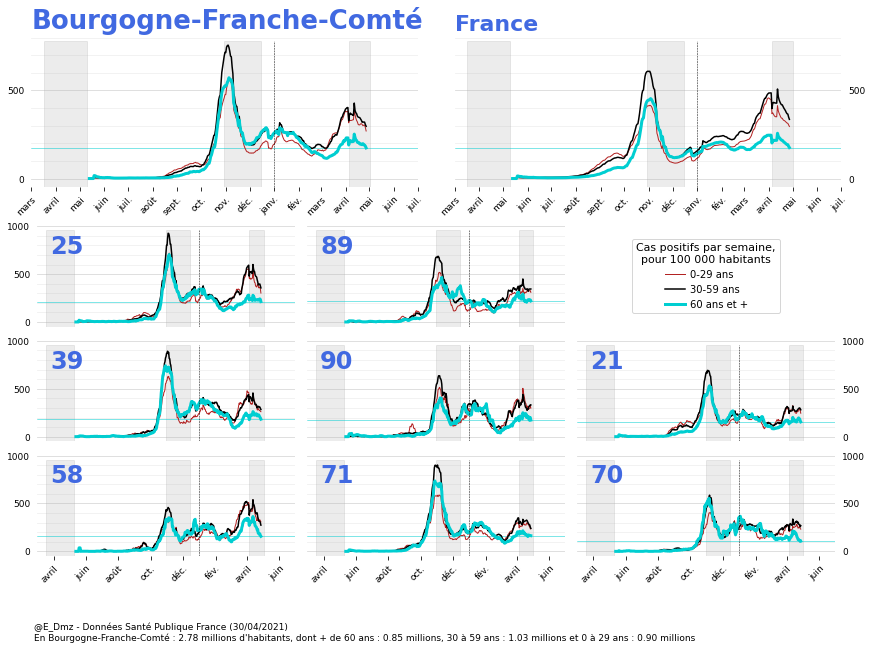 Bourgogne-Franche-Comté
France
500
0
500
0
mars avril mai juin juil. août sept. oct. nov. déc. janv. fév. mars avril mai juin juil.
mars avril mai juin juil. août sept. oct. nov. déc. janv. fév. mars avril mai juin juil.
1000
500
0
25
89
Cas positifs par semaine,
pour 100 000 habitants
0-29 ans
30-59 ans
60 ans et +
1000
500
0
39
90
21
1000
500
0
1000
500
0
58
71
70
1000
500
0
avril juin août oct. déc. fév. avril juin
avril juin août oct. déc. fév. avril juin
avril juin août oct. déc. fév. avril juin
@E_Dmz - Données Santé Publique France (30/04/2021)
En Bourgogne-Franche-Comté : 2.78 millions d'habitants, dont + de 60 ans : 0.85 millions, 30 à 59 ans : 1.03 millions et 0 à 29 ans : 0.90 millions